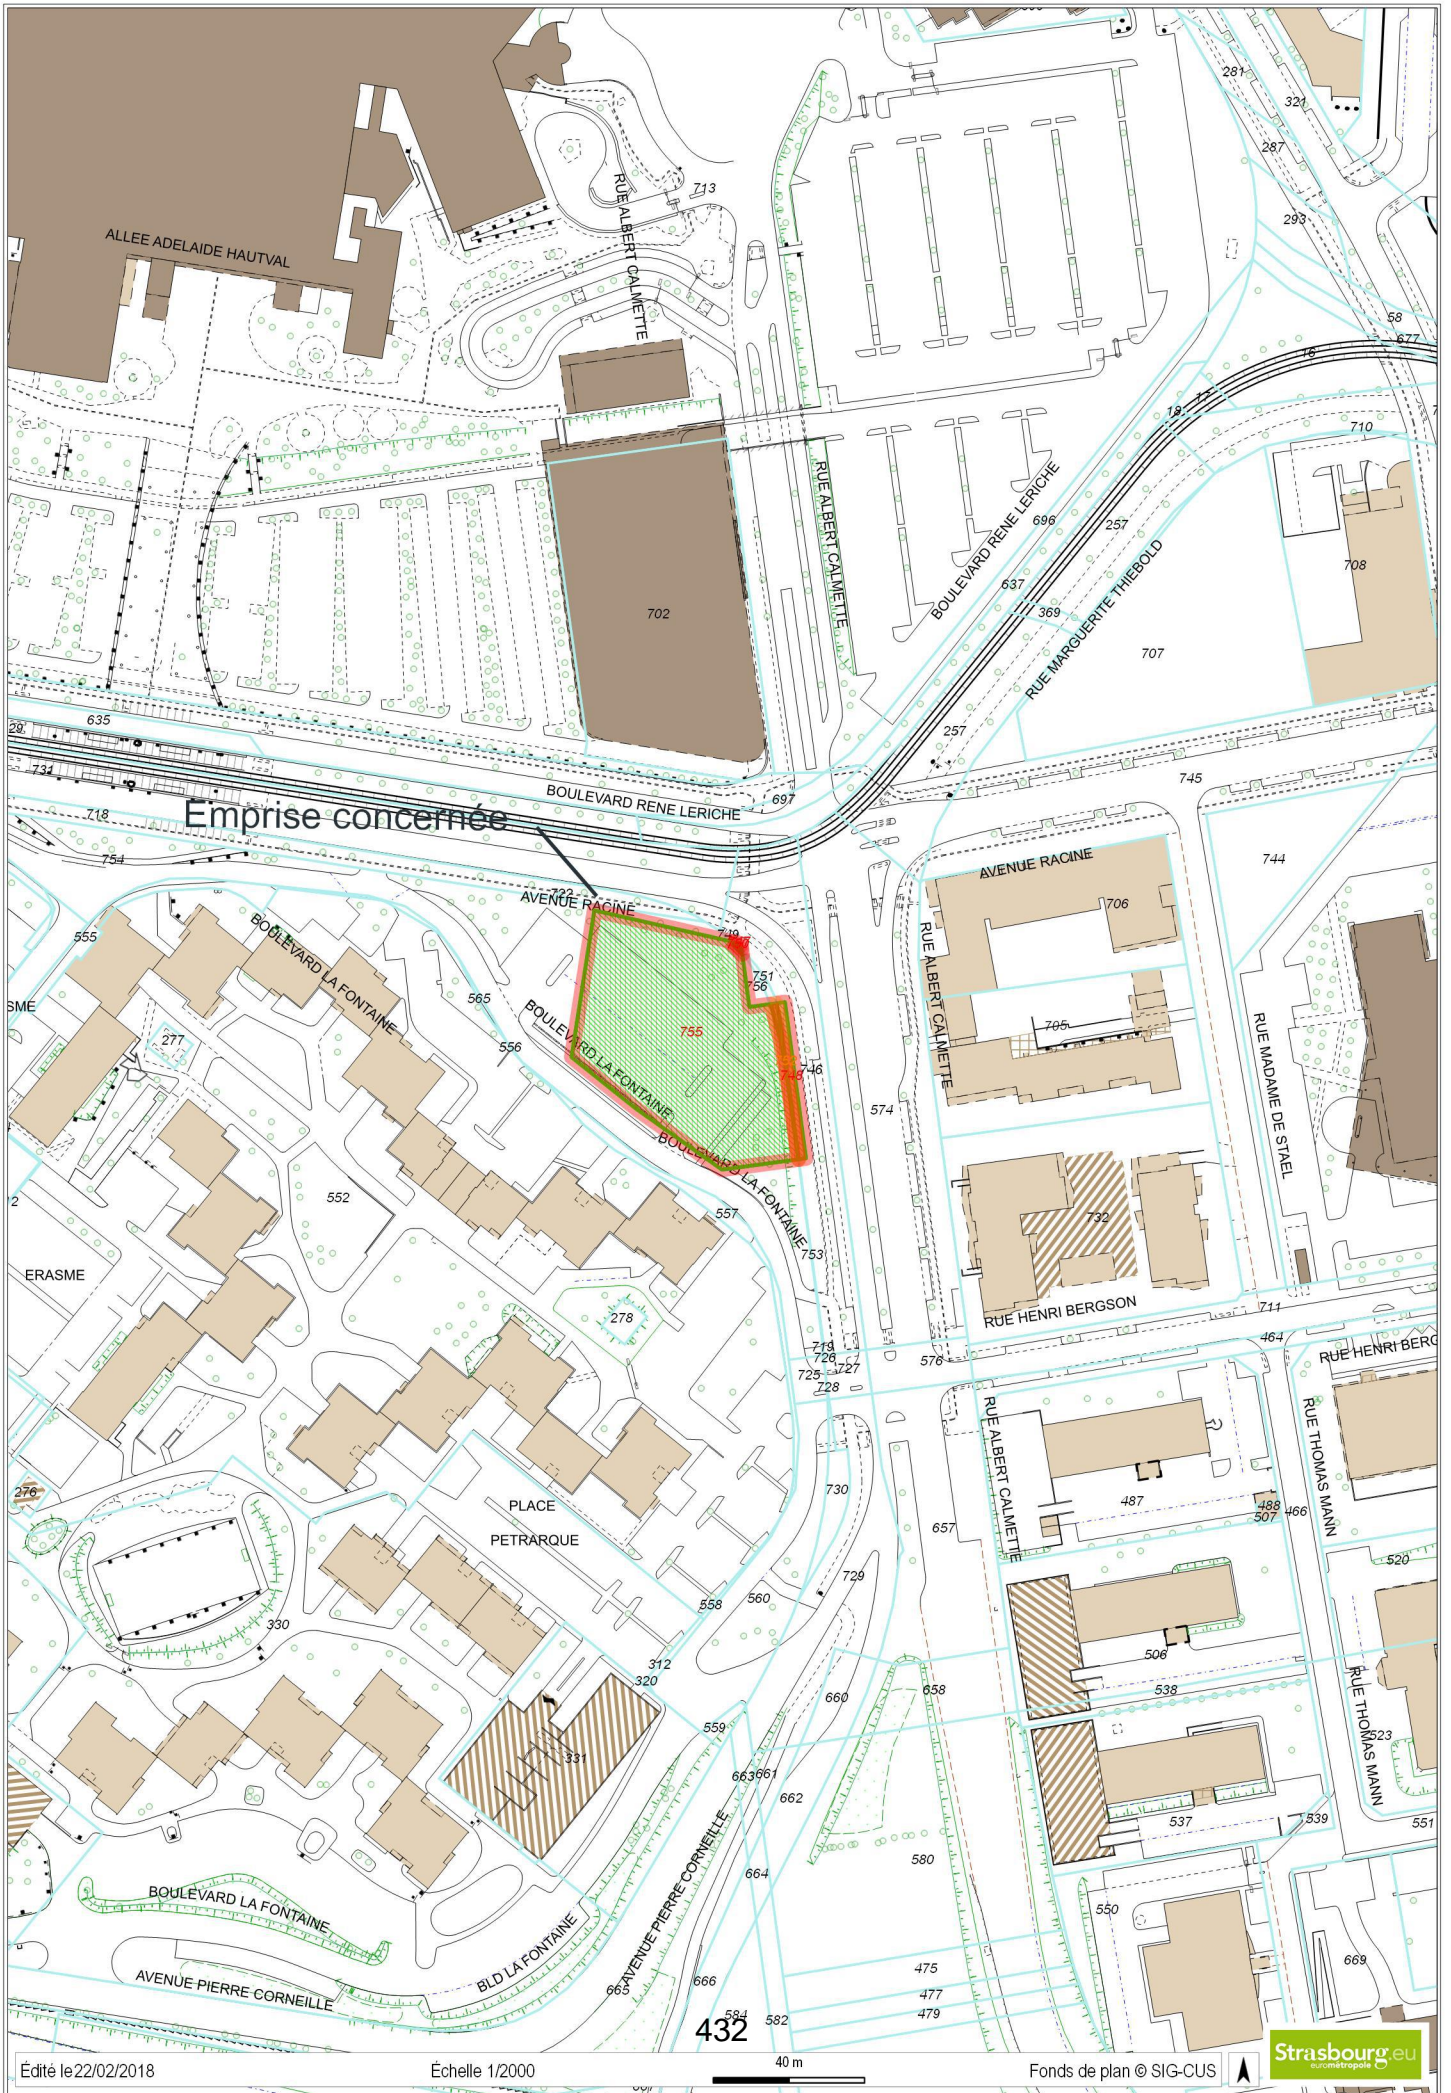 281
321
287
RUE ALBERT CALMETTE
713
293
ALLEE ADELAIDE HAUTVAL
58
677
16
17
18
710
RUE ALBERT CALMETTE
BOULEVARD RENE LERICHE
696
257
708
637
369
702
RUE MARGUERITE THIEBOLD
707
635
29
257
731
745
697
BOULEVARD RENE LERICHE
Emprise concernée
718
754
744
AVENUE RACINE
722
AVENUE RACINE
706
749
555
BOULEVARD LA FONTAINE
RUE ALBERT CALMETTE
751
756
565
SME
BOULEVARD LA FONTAINE
755
705
277
556
746
748
RUE MADAME DE STAEL
574
BOULEVARD LA FONTAINE
552
557
732
753
ERASME
RUE HENRI BERGSON
711
278
464
719
726
725
727
728
576
RUE HENRI BERG
RUE ALBERT CALMETTE
RUE THOMAS MANN
276
730
487
488
507
466
PLACE
PETRARQUE
657
520
729
558
560
330
506
312
320
538
658
660
RUE THOMAS MANN
559
523
331
663
661
662
537
539
551
580
664
BOULEVARD LA FONTAINE
AVENUE PIERRE CORNEILLE
550
BLD LA FONTAINE
669
475
AVENUE PIERRE CORNEILLE
665
666
477
479
584
582
432
Édité le 22/02/2018
Échelle 1/2000
40 m
Fonds de plan © SIG-CUS
Strasbourg.eu
eurométropole